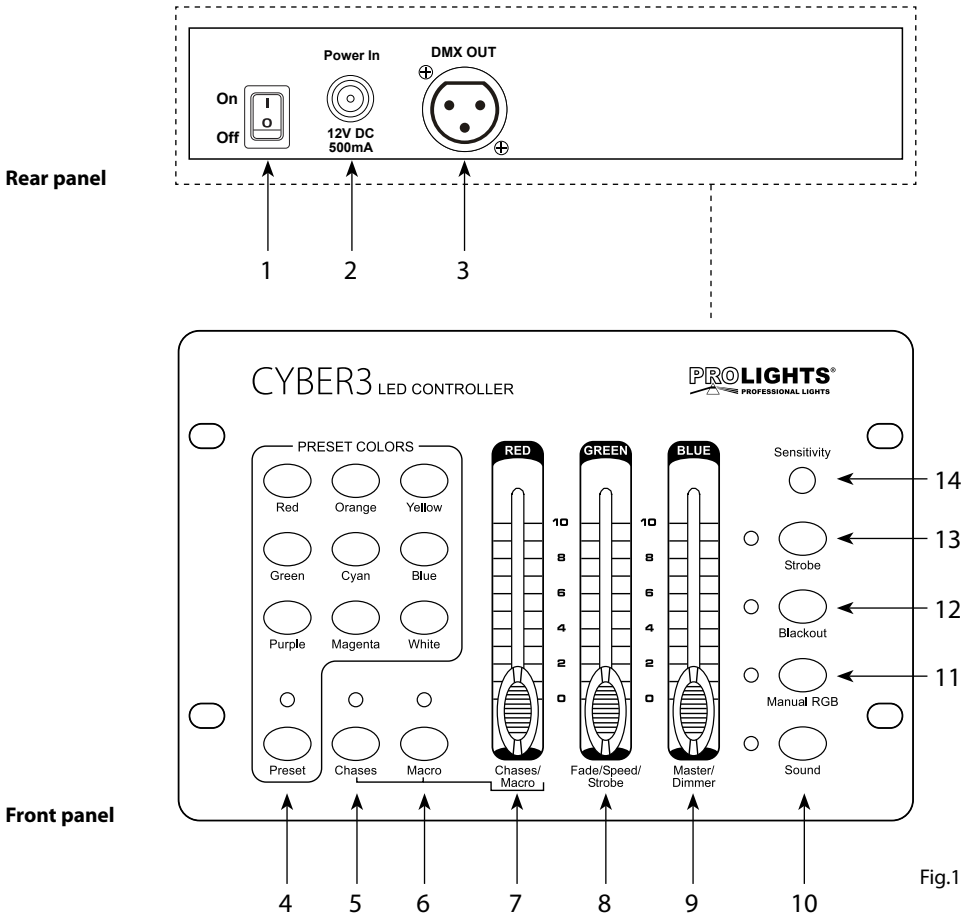 Power In
DMX OUT
On
I
O
Off
12V DC
500mA
Rear panel
1
2
3
CYBER3 LED CONTROLLER
PROLIGHTS®
PROFESSIONAL LIGHTS
PRESET COLORS
RED
GREEN
BLUE
Sensitivity
14
Red
Orange
Yellow
10
10
13
8
8
Strobe
Green
Cyan
Blue
6
6
12
4
4
Blackout
Purple
Magenta
White
2
2
11
0
0
Manual RGB
Preset
Chases
Macro
Chases/
Macro
Fade/Speed/
Strobe
Master/
Dimmer
Sound
Front panel
4
5
6
7
8
9
10
Fig.1